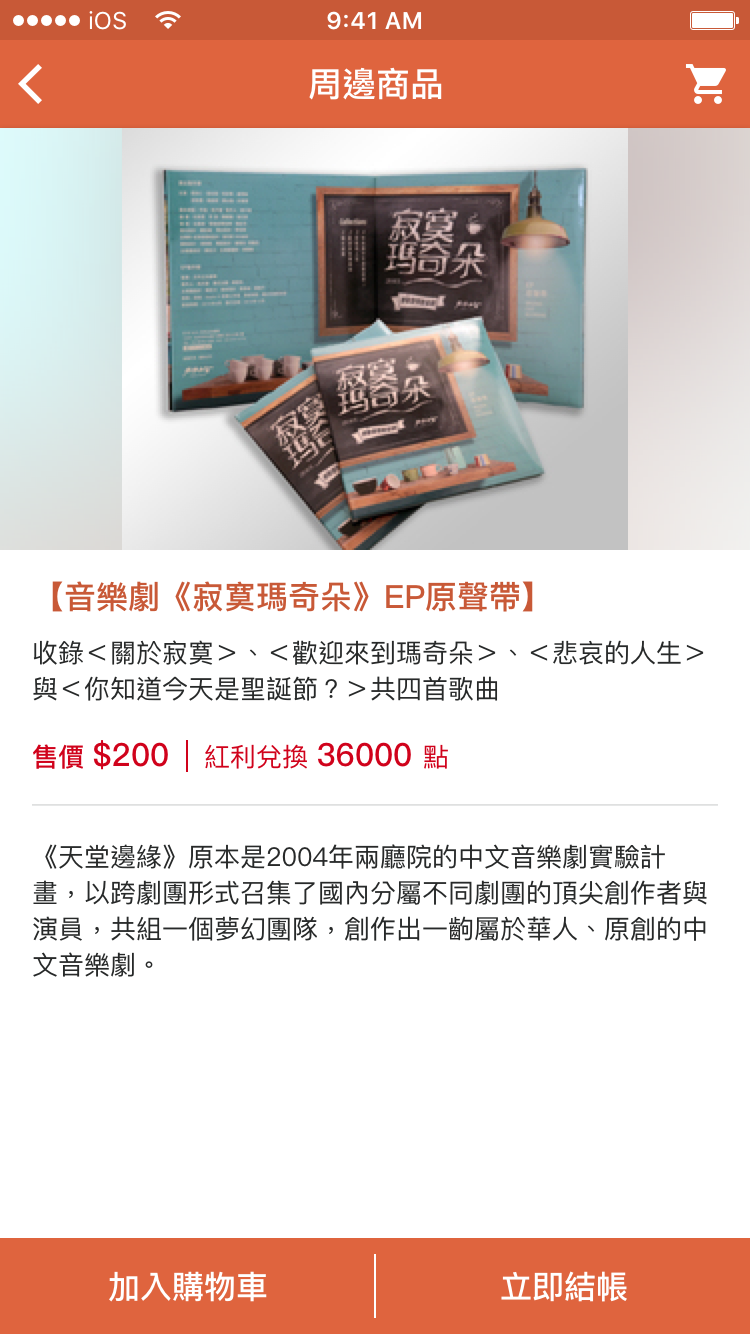 iOS
9:41 AM
周邊商品
寂寞
瑪奇朵
寂寞
瑪奇朵
【音樂劇《寂寞瑪奇朵》EP原聲帶】
收錄＜關於寂寞＞、＜歡迎來到瑪奇朵＞、＜悲哀的人生＞
與＜你知道今天是聖誕節？＞共四首歌曲
售價 $200 | 紅利兌換 36000 點
《天堂邊緣》原本是2004年兩廳院的中文音樂劇實驗計
畫，以跨劇團形式召集了國內分屬不同劇團的頂尖創作者與
演員，共組一個夢幻團隊，創作出一齣屬於華人、原創的中
文音樂劇。
加入購物車
立即結帳